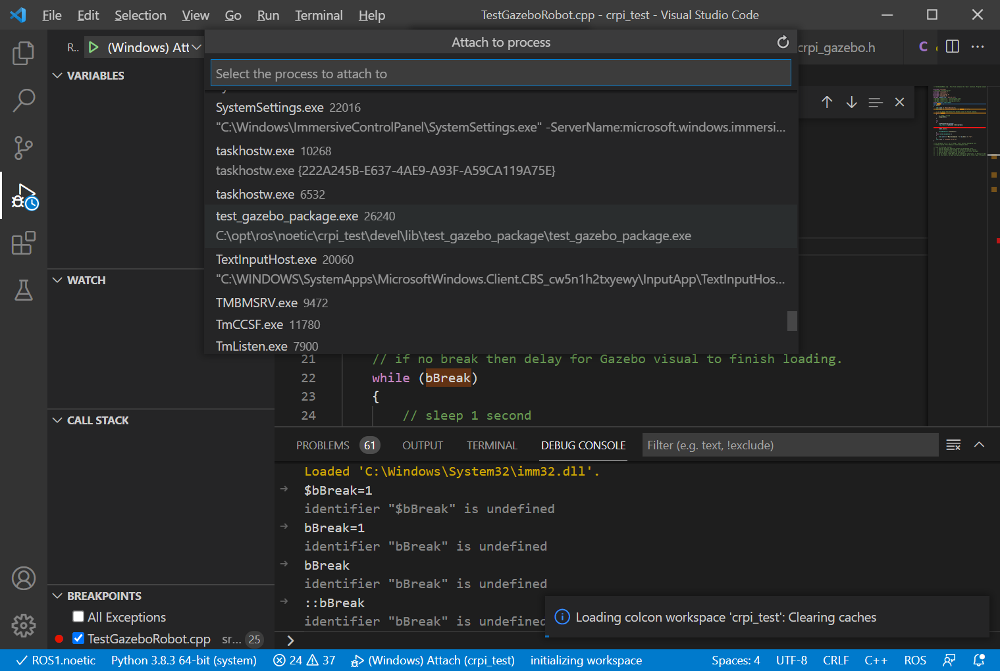 File Edit Selection View Go Run Terminal Help TestGazeboRobot.cpp - crpi_test - Visual Studio Code
R.. (Windows) Att
Attach to process
crpi_gazebo.h C
Select the process to attach to
VARIABLES
SystemSettings.exe 22016
"C:\Windows\ImmersiveControlPanel\SystemSettings.exe" -ServerName:microsoft.windows.immersi...
taskhostw.exe 10268
taskhostw.exe {222A245B-E637-4AE9-A93F-A59CA119A75E}
taskhostw.exe 6532
test_gazebo_package.exe 26240
C:\opt\ros\noetic\crpi_test\devel\lib\test_gazebo_package\test_gazebo_package.exe
TextInputHost.exe 20060
"C:\WINDOWS\SystemApps\MicrosoftWindows.Client.CBS_cw5n1h2txyewy\InputApp\TextInputHos...
TMBMSRV.exe 9472
TmCCSF.exe 11780
TmListen.exe 7900
WATCH
21 // if no break then delay for Gazebo visual to finish loading.
22 while (bBreak)
23 {
24 // sleep 1 second
CALL STACK
PROBLEMS 61 OUTPUT TERMINAL DEBUG CONSOLE Filter (e.g. text, !exclude)
Loaded 'C:\Windows\System32\imm32.dll'.
$bBreak=1
identifier "$bBreak" is undefined
bBreak=1
identifier "bBreak" is undefined
bBreak
identifier "bBreak" is undefined
::bBreak
identifier "bBreak" is undefined
BREAKPOINTS
All Exceptions
TestGazeboRobot.cpp sr... 25
Loading colcon workspace 'crpi_test': Clearing caches
ROS1.noetic Python 3.8.3 64-bit (system) 24 37 (Windows) Attach (crpi_test) initializing workspace Spaces: 4 UTF-8 CRLF C++ ROS